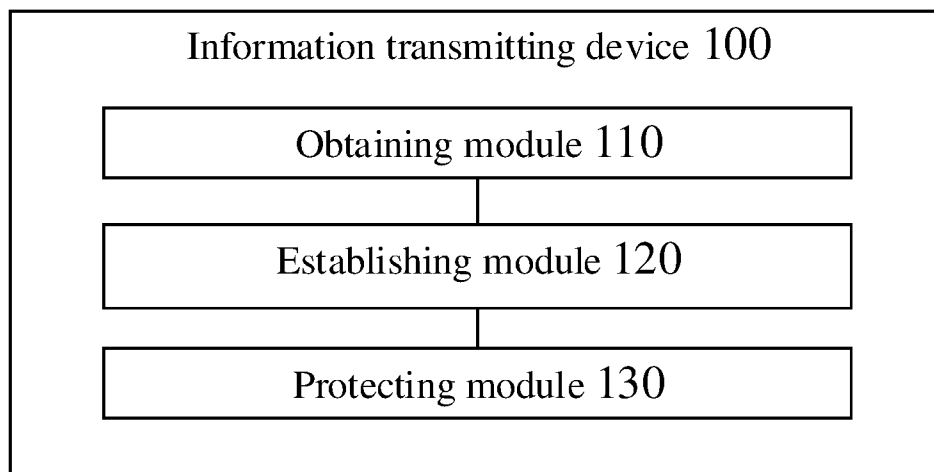 Information transmitting device 100
Obtaining module 110
Establishing module 120
Protecting module 130